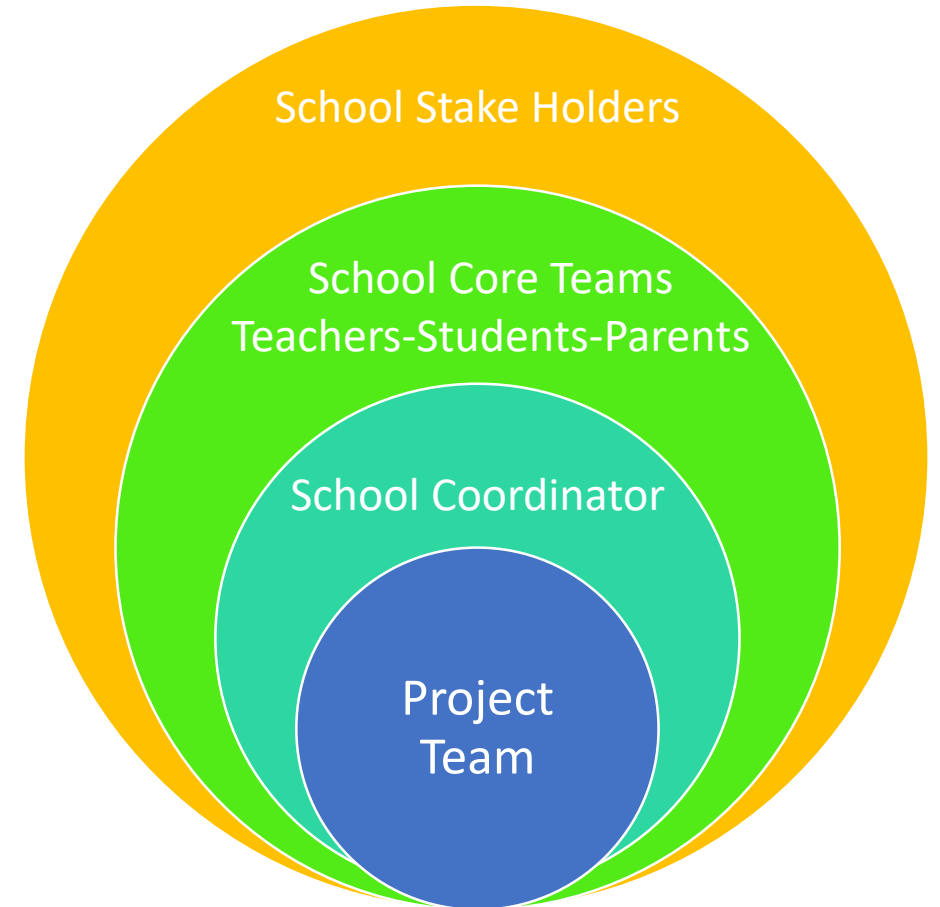 School Stake Holders
School Core Teams
Teachers-Students-Parents
School Coordinator
Project
Team